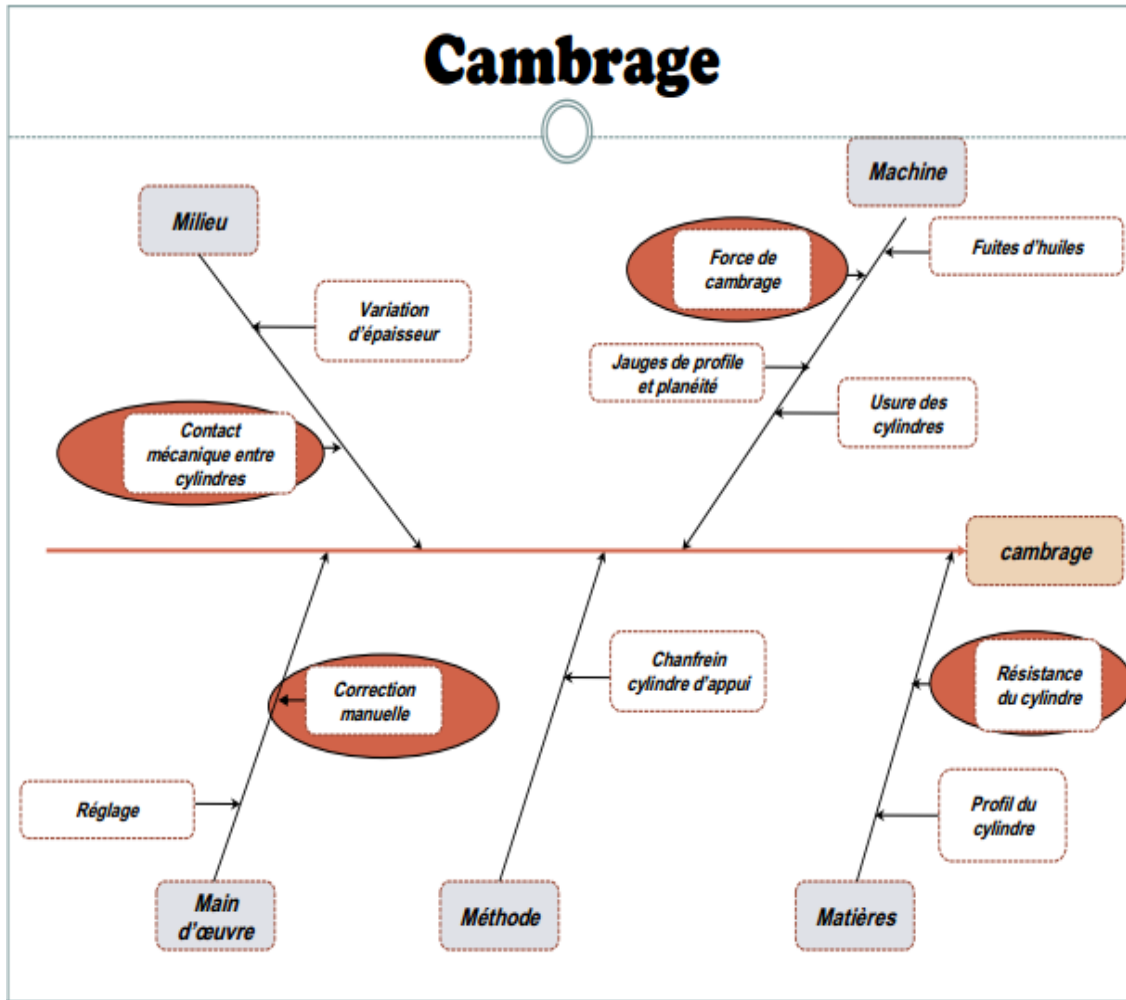 Cambrage
Machine
Milieu
Force de
cambrage
Fuites d'huiles
Variation
d'épaisseur
Jauges de profile
et planéité
Usure des
cylindres
Contact
mécanique entre
cylindres
cambrage
Chanfrein
cylindre d'appui
Résistance
du cylindre
Correction
manuelle
Réglage
Profil du
cylindre
Main
d'œuvre
Méthode
Matières